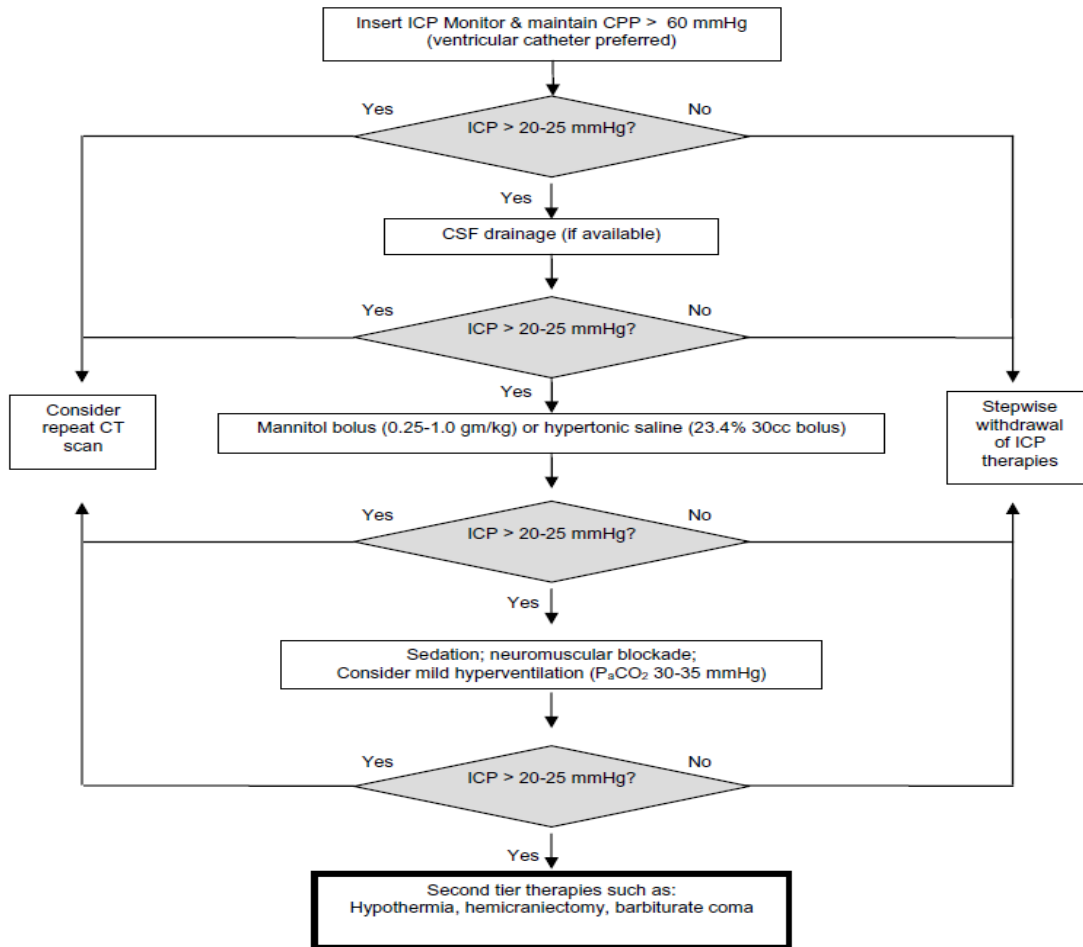 Insert ICP Monitor & maintain CPP > 60 mmHg
(ventricular catheter preferred)
Yes
No
ICP > 20-25 mmHg?
Yes
CSF drainage (if available)
Yes
No
ICP > 20-25 mmHg?
Yes
Consider
repeat CT
scan
Mannitol bolus (0.25-1.0 gm/kg) or hypertonic saline (23.4% 30cc bolus)
Stepwise
withdrawal
of ICP
therapies
Yes
No
ICP > 20-25 mmHg?
Yes
Sedation; neuromuscular blockade;
Consider mild hyperventilation (PaCO2 30-35 mmHg)
Yes
No
ICP > 20-25 mmHg?
Yes
Second tier therapies such as:
Hypothermia, hemicraniectomy, barbiturate coma